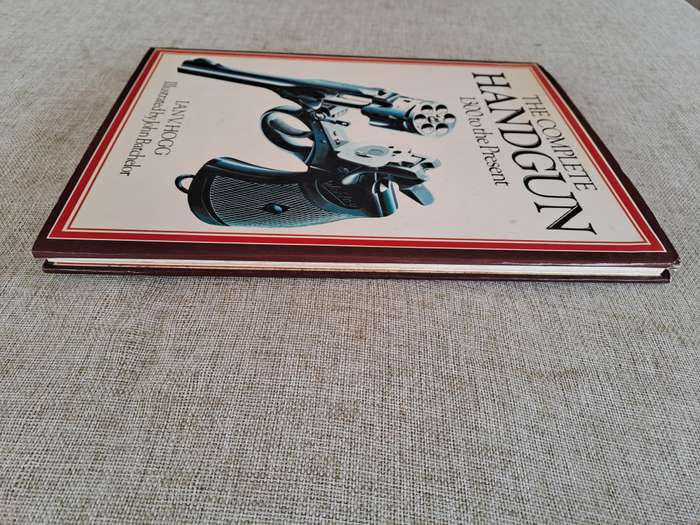 THE COMPLETE
HANDGUN
1300 to the Present
IAN V. HOGG
Illustrated by John Batchelor